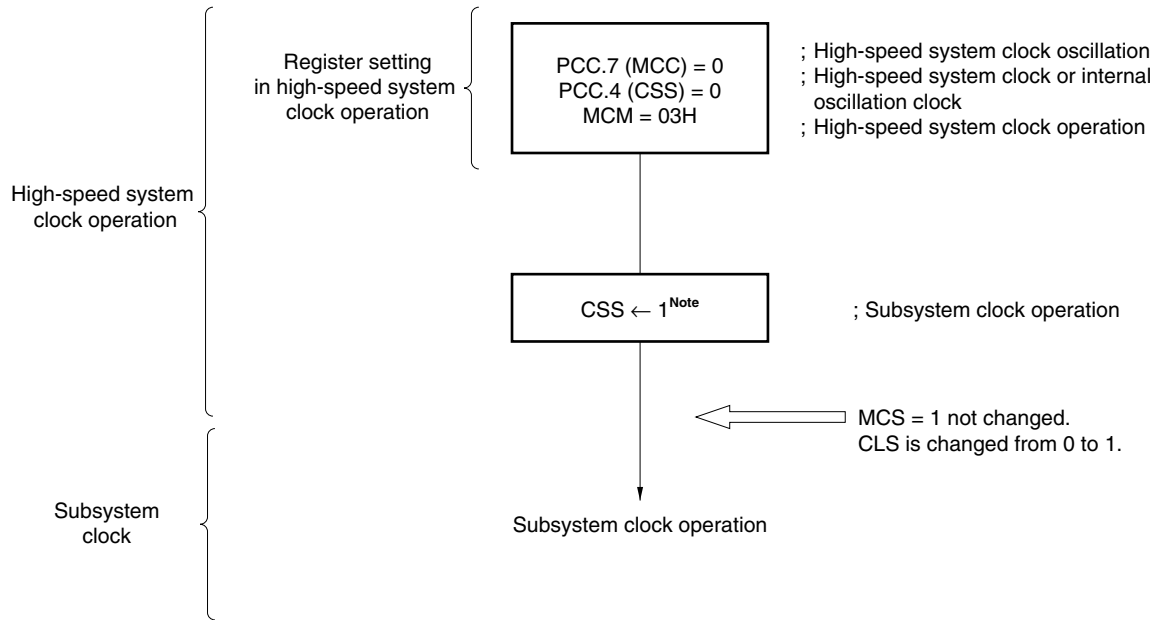 Register setting
in high-speed system
clock operation
PCC.7 (MCC) = 0
PCC.4 (CSS) = 0
MCM = 03H
; High-speed system clock oscillation
; High-speed system clock or internal
oscillation clock
; High-speed system clock operation
High-speed system
clock operation
CSS ← 1Note
; Subsystem clock operation
MCS = 1 not changed.
CLS is changed from 0 to 1.
Subsystem
clock
Subsystem clock operation